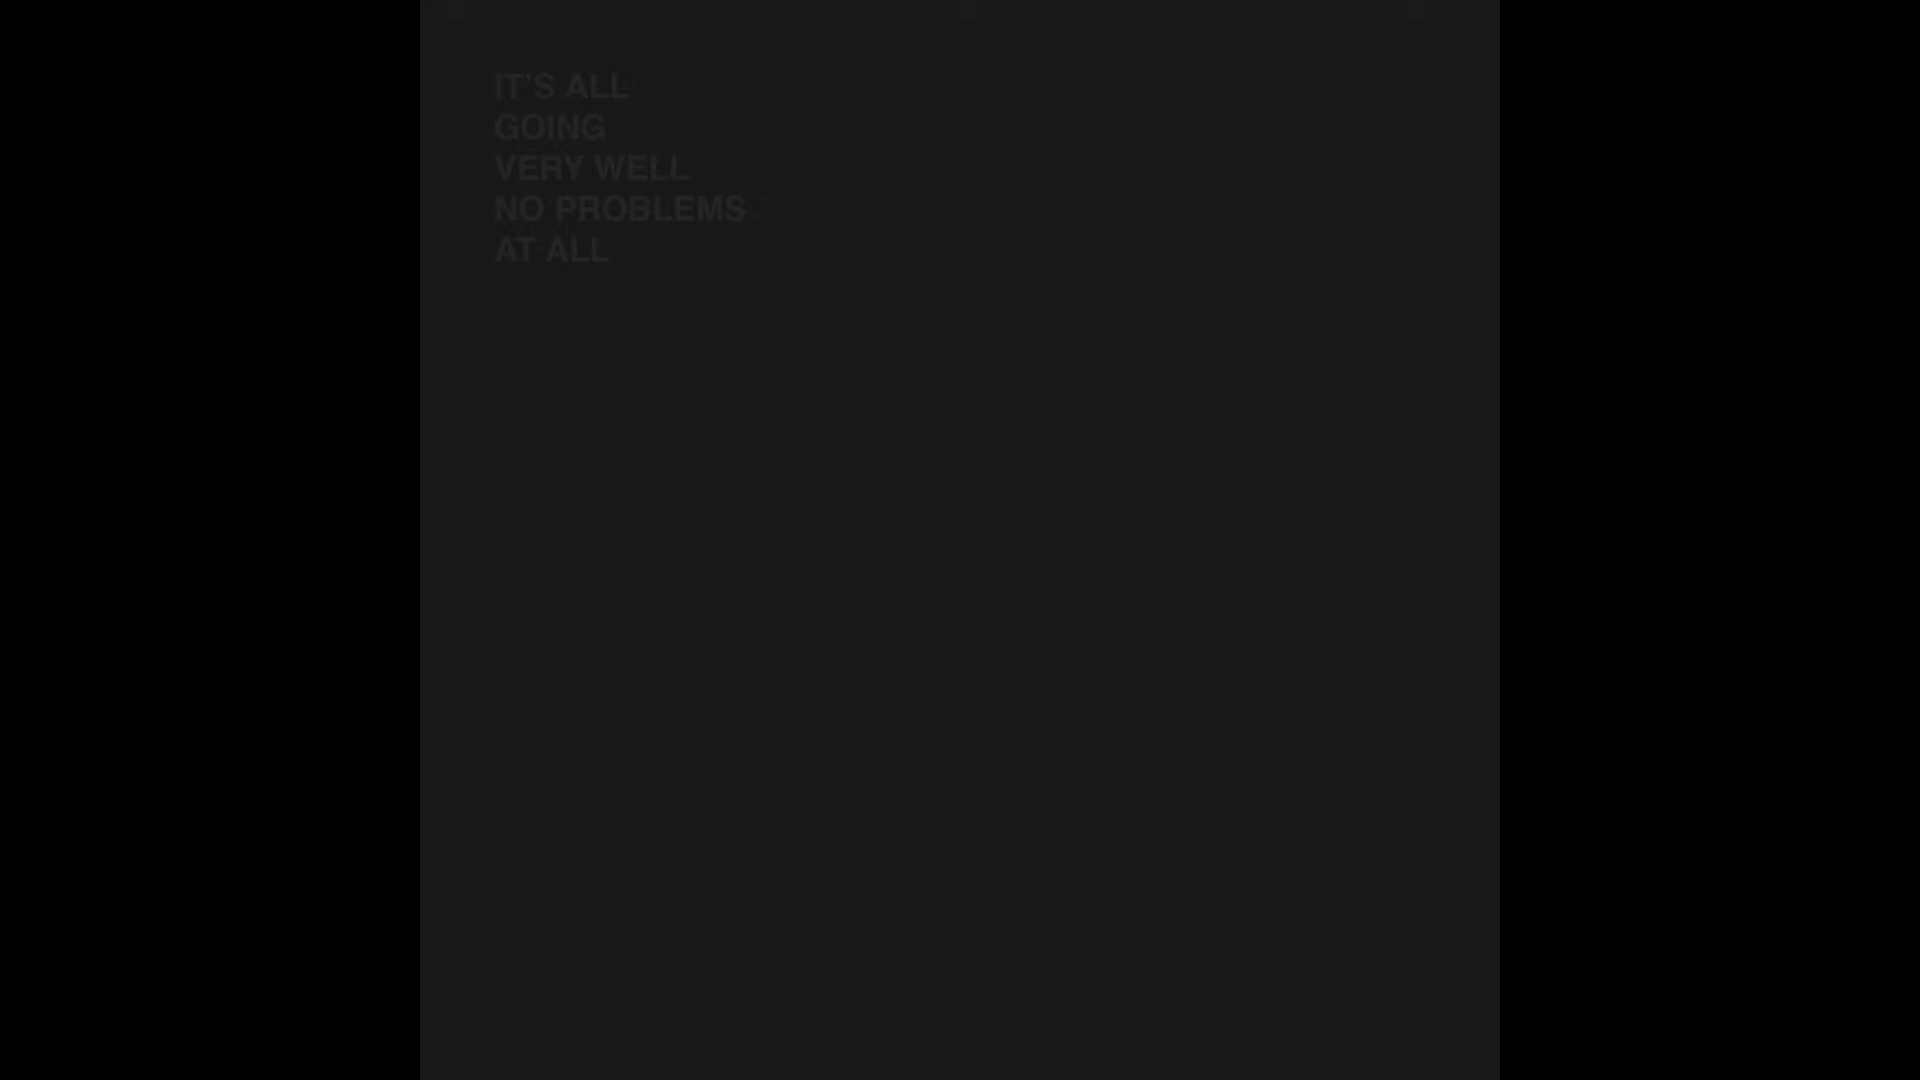 IT'S ALL
GOING
VERY WELL
NO PROBLEMS
AT ALL